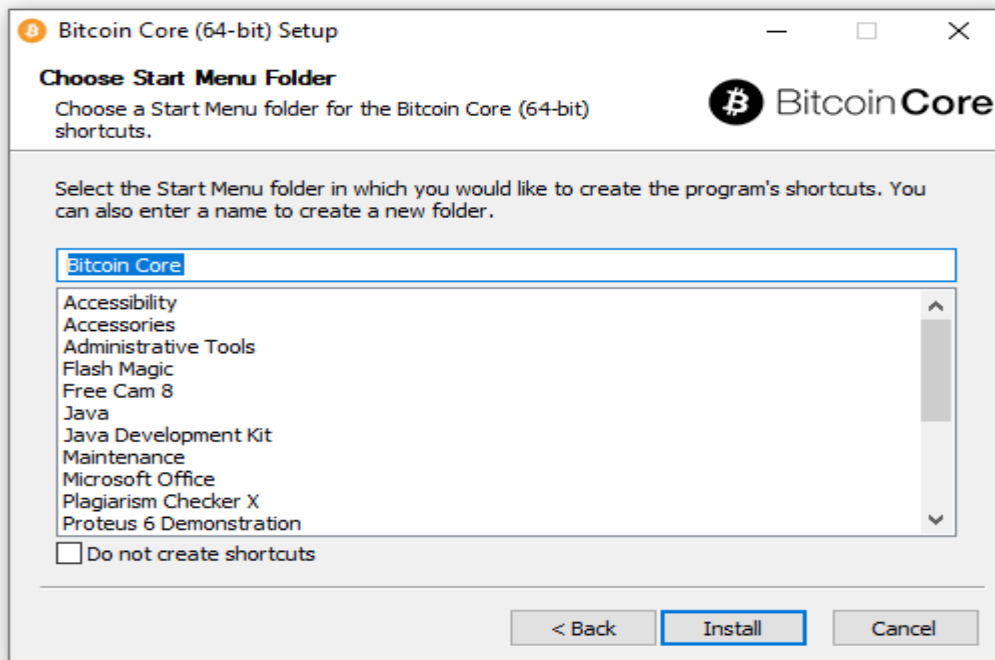 Bitcoin Core (64-bit) Setup
Choose Start Menu Folder
Choose a Start Menu folder for the Bitcoin Core (64-bit)
shortcuts.
Bitcoin Core
Select the Start Menu folder in which you would like to create the program's shortcuts. You
can also enter a name to create a new folder.
Bitcoin Core
Accessibility
Accessories
Administrative Tools
Flash Magic
Free Cam 8
Java
Java Development Kit
Maintenance
Microsoft Office
Plagiarism Checker X
Proteus 6 Demonstration
Do not create shortcuts
< Back
Install
Cancel